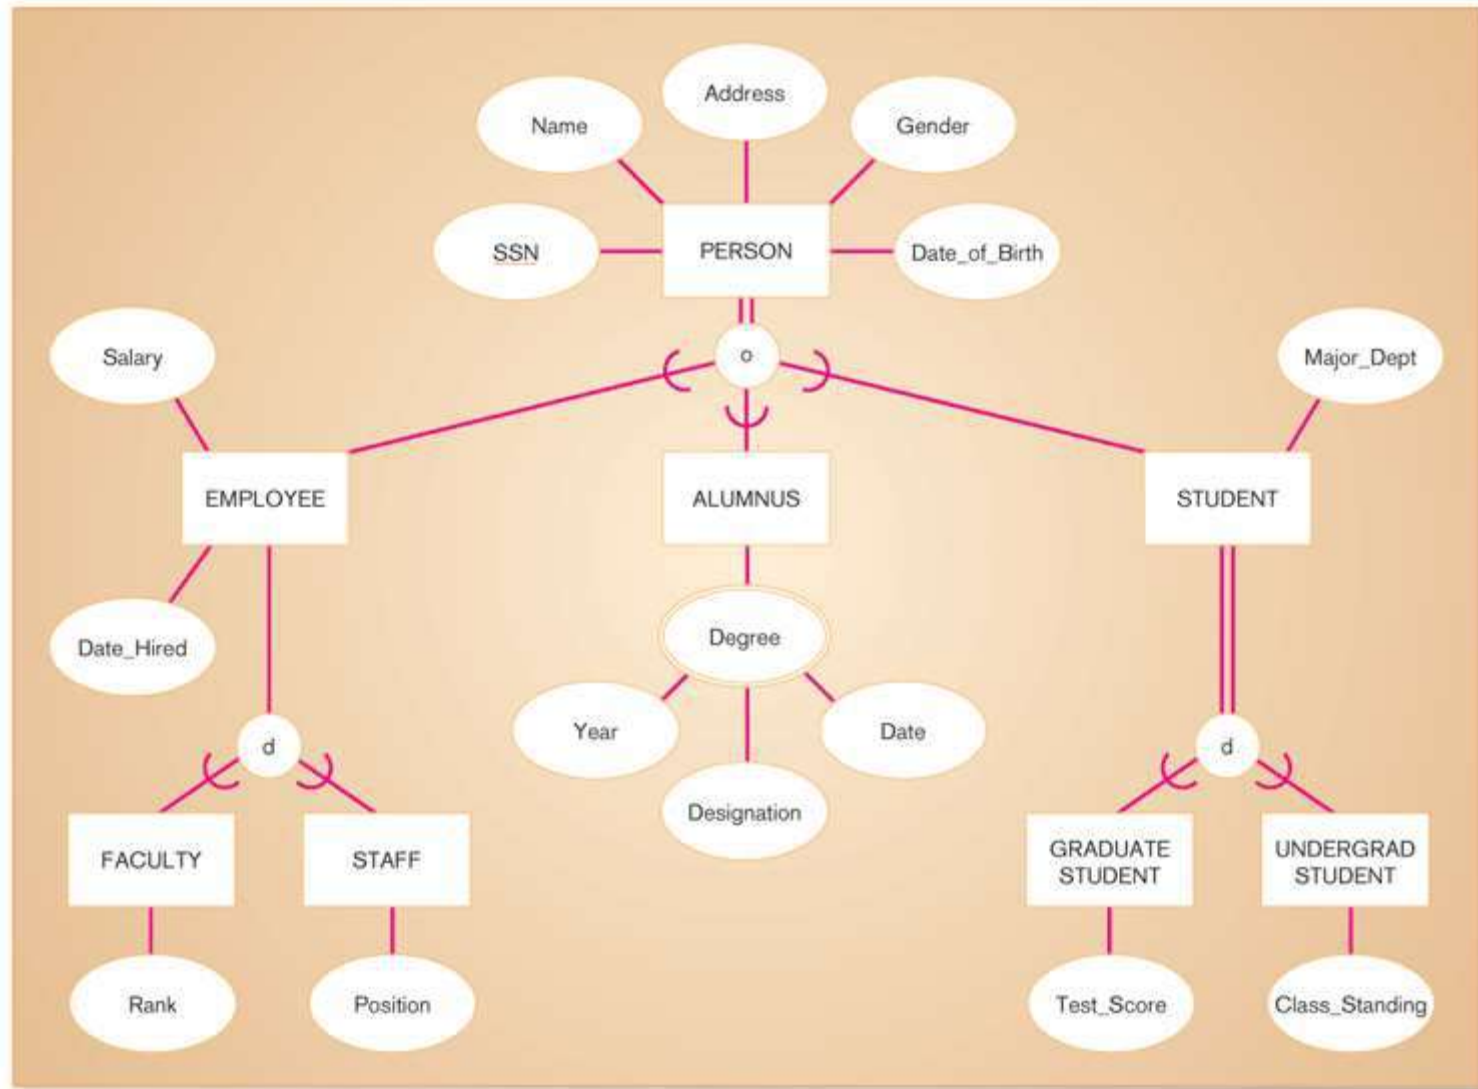 Address
Name
Gender
SSN
PERSON
Date_of_Birth
o
Salary
Major_Dept
EMPLOYEE
ALUMNUS
STUDENT
Date_Hired
Degree
Year
Date
d
d
Designation
FACULTY
STAFF
GRADUATE
STUDENT
UNDERGRAD
STUDENT
Rank
Position
Test_Score
Class_Standing